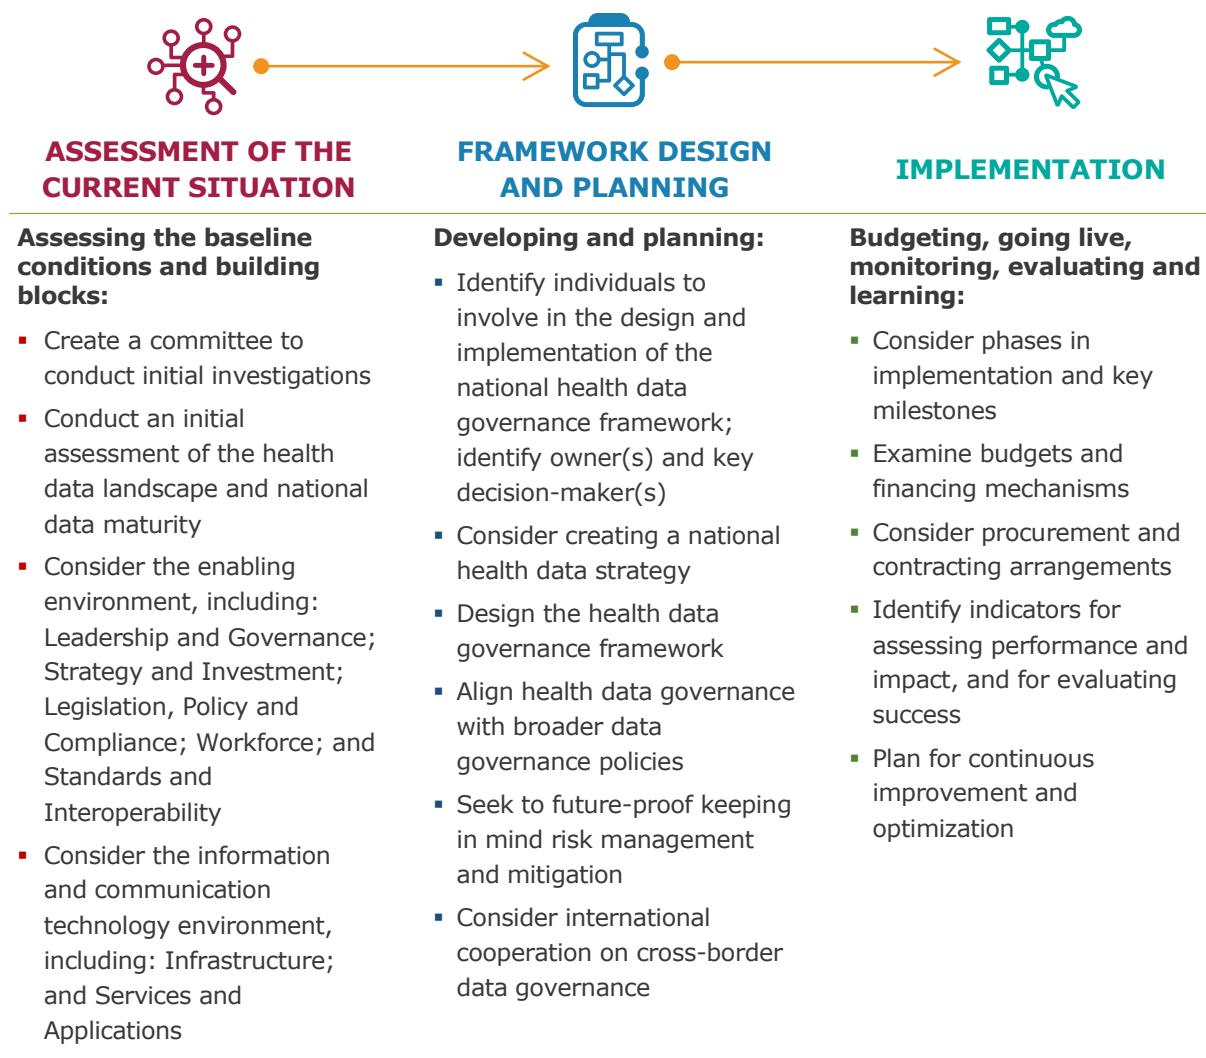 ASSESSMENT OF THE
CURRENT SITUATION
Assessing the baseline
conditions and building
blocks:
▪ Create a committee to
conduct initial investigations
▪ Conduct an initial
assessment of the health
data landscape and national
data maturity
▪ Consider the enabling
environment, including:
Leadership and Governance;
Strategy and Investment;
Legislation, Policy and
Compliance; Workforce; and
Standards and
Interoperability
▪ Consider the information
and communication
technology environment,
including: Infrastructure;
and Services and
Applications
FRAMEWORK DESIGN
AND PLANNING
Developing and planning:
▪ Identify individuals to
involve in the design and
implementation of the
national health data
governance framework;
identify owner(s) and key
decision-maker(s)
▪ Consider creating a national
health data strategy
▪ Design the health data
governance framework
▪ Align health data governance
with broader data
governance policies
▪ Seek to future-proof keeping
in mind risk management
and mitigation
▪ Consider international
cooperation on cross-border
data governance
IMPLEMENTATION
Budgeting, going live,
monitoring, evaluating and
learning:
▪ Consider phases in
implementation and key
milestones
▪ Examine budgets and
financing mechanisms
▪ Consider procurement and
contracting arrangements
▪ Identify indicators for
assessing performance and
impact, and for evaluating
success
▪ Plan for continuous
improvement and
optimization